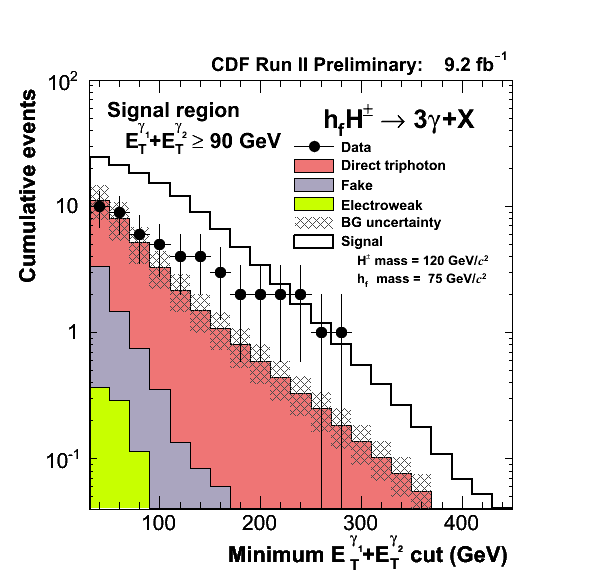 CDF Run II Preliminary: 9.2 fb⁻¹
Cumulative events
10²
10
1
10⁻¹
Signal region
E_T^γ₁+E_T^γ₂ ≥ 90 GeV
h_fH^± → 3γ+X
Data
Direct triphoton
Fake
Electroweak
BG uncertainty
Signal
H^± mass = 120 GeV/c²
h_f mass = 75 GeV/c²
100 200 300 400
Minimum E_T^γ₁+E_T^γ₂ cut (GeV)